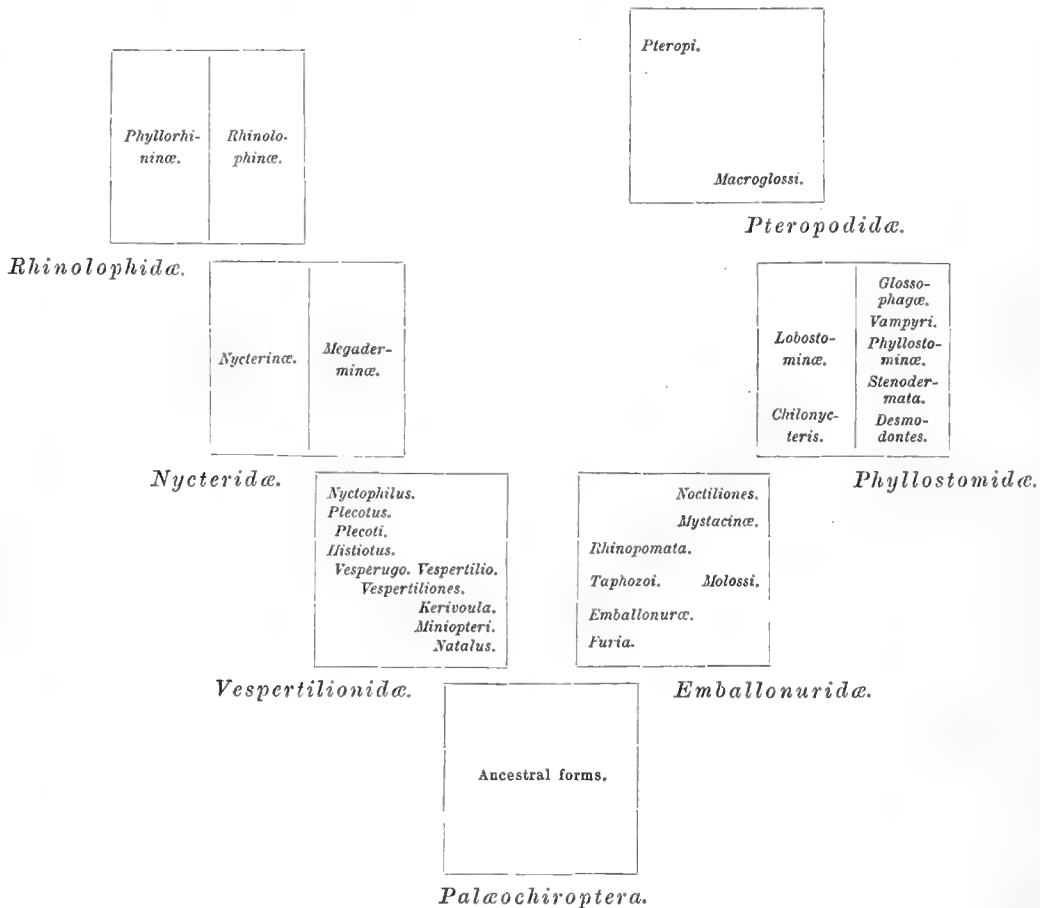 Pteropi.
Macroglossi.
Pteropodidæ.
Phyllorhi-
ninæ.
Rhinolo-
phinæ.
Rhinolophidæ.
Nycterinæ.
Megader-
minæ.
Nycteridæ.
Lobosto-
minæ.
Chilonyc-
teris.
Glosso-
phagæ.
Vampyri.
Phyllosto-
minæ.
Stenoder-
mata.
Desmo-
dontes.
Phyllostomidæ.
Nyctophilus.
Plecotus.
Plecoti.
Histiotus.
Vesperugo. Vespertilio.
Vespertiliones.
Kerivoula.
Miniopteri.
Natalus.
Vespertilionidæ.
Noctiliones.
Mystacinæ.
Rhinopomata.
Taphozoi. Molossi.
Emballonuræ.
Furia.
Emballonuridæ.
Ancestral forms.
Palæochiroptera.